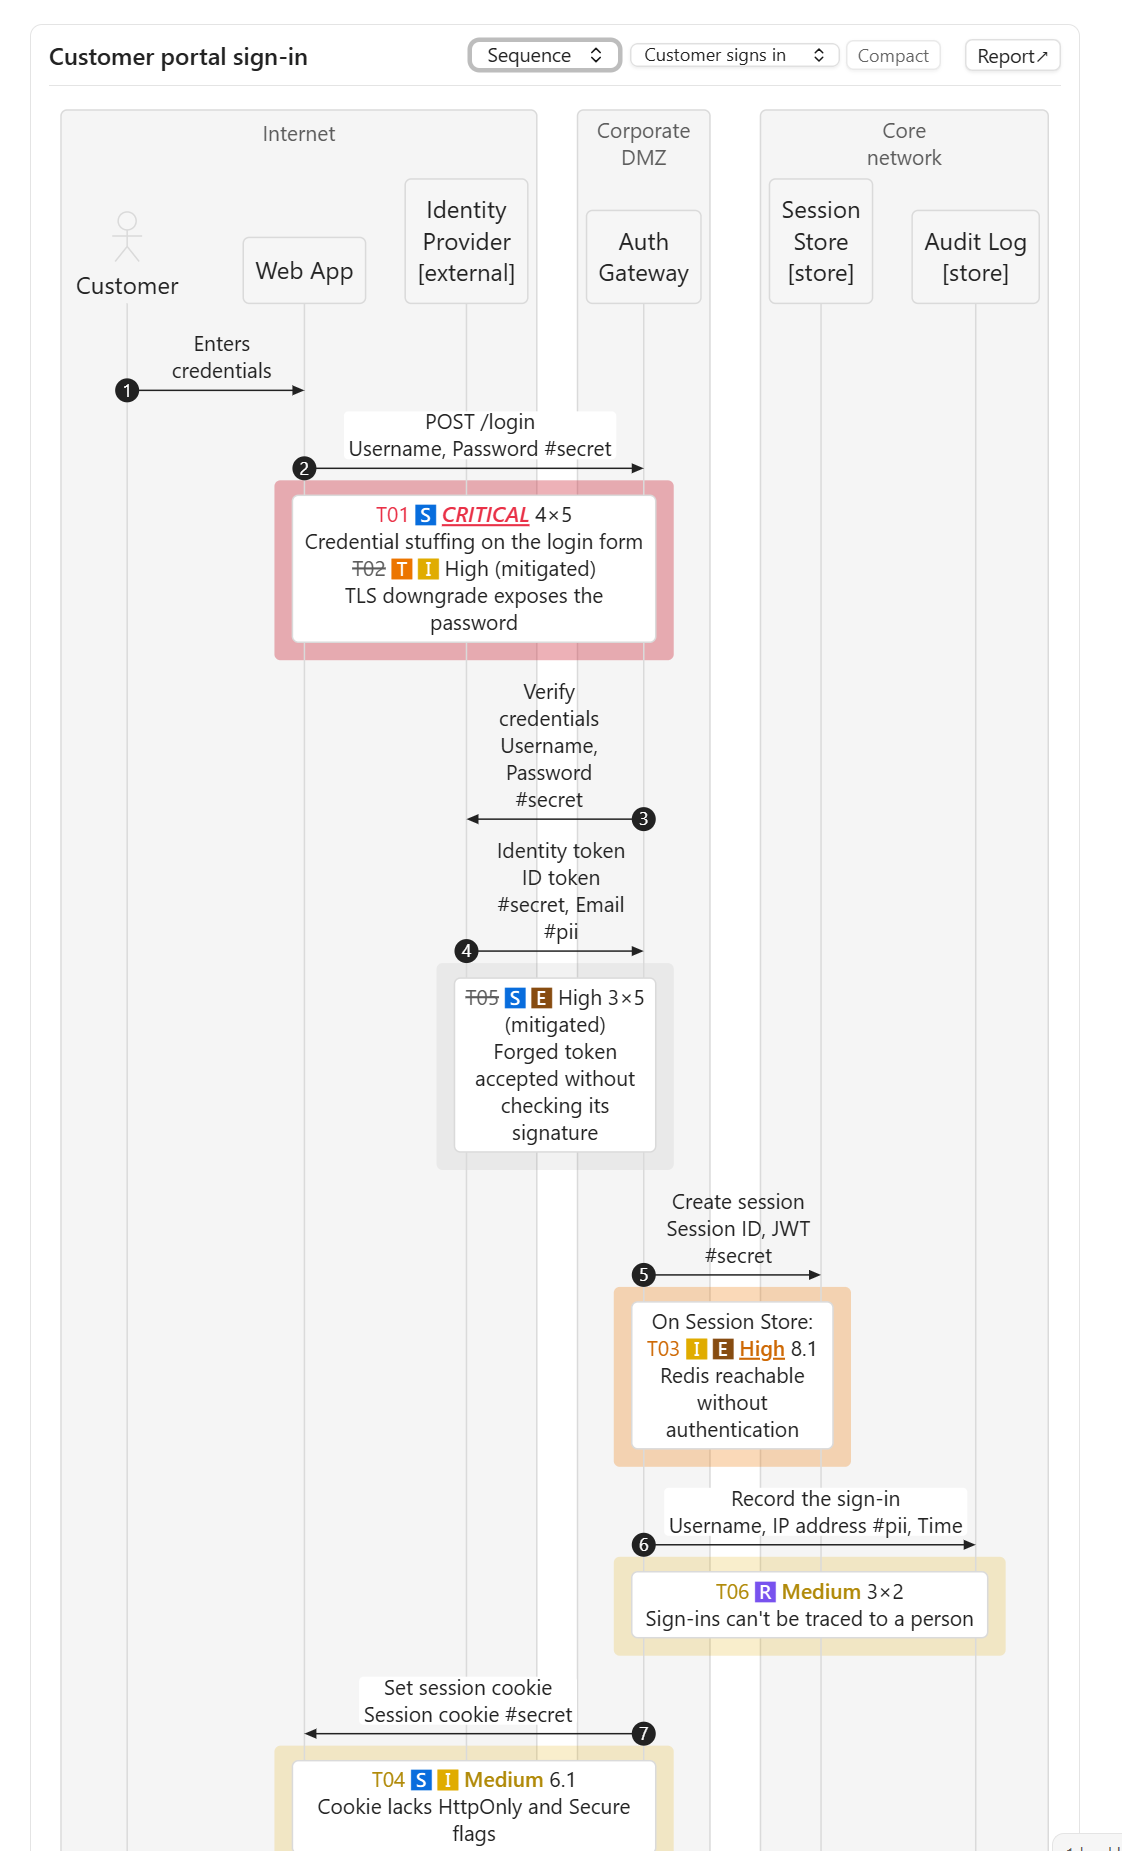 Customer portal sign-in
Sequence
Customer signs in
Compact
Report↗
Internet
Corporate
DMZ
Core
network
Customer
Web App
Identity
Provider
[external]
Auth
Gateway
Session
Store
[store]
Audit Log
[store]
Enters
credentials
1
POST /login
Username, Password #secret
2
T01 S CRITICAL 4×5
Credential stuffing on the login form
T02 T I High (mitigated)
TLS downgrade exposes the
password
Verify
credentials
Username,
Password
#secret
3
Identity token
ID token
#secret, Email
#pii
4
T05 S E High 3×5
(mitigated)
Forged token
accepted without
checking its
signature
Create session
Session ID, JWT
#secret
5
On Session Store:
T03 I E High 8.1
Redis reachable
without
authentication
Record the sign-in
Username, IP address #pii, Time
6
T06 R Medium 3×2
Sign-ins can't be traced to a person
Set session cookie
Session cookie #secret
7
T04 S I Medium 6.1
Cookie lacks HttpOnly and Secure
flags